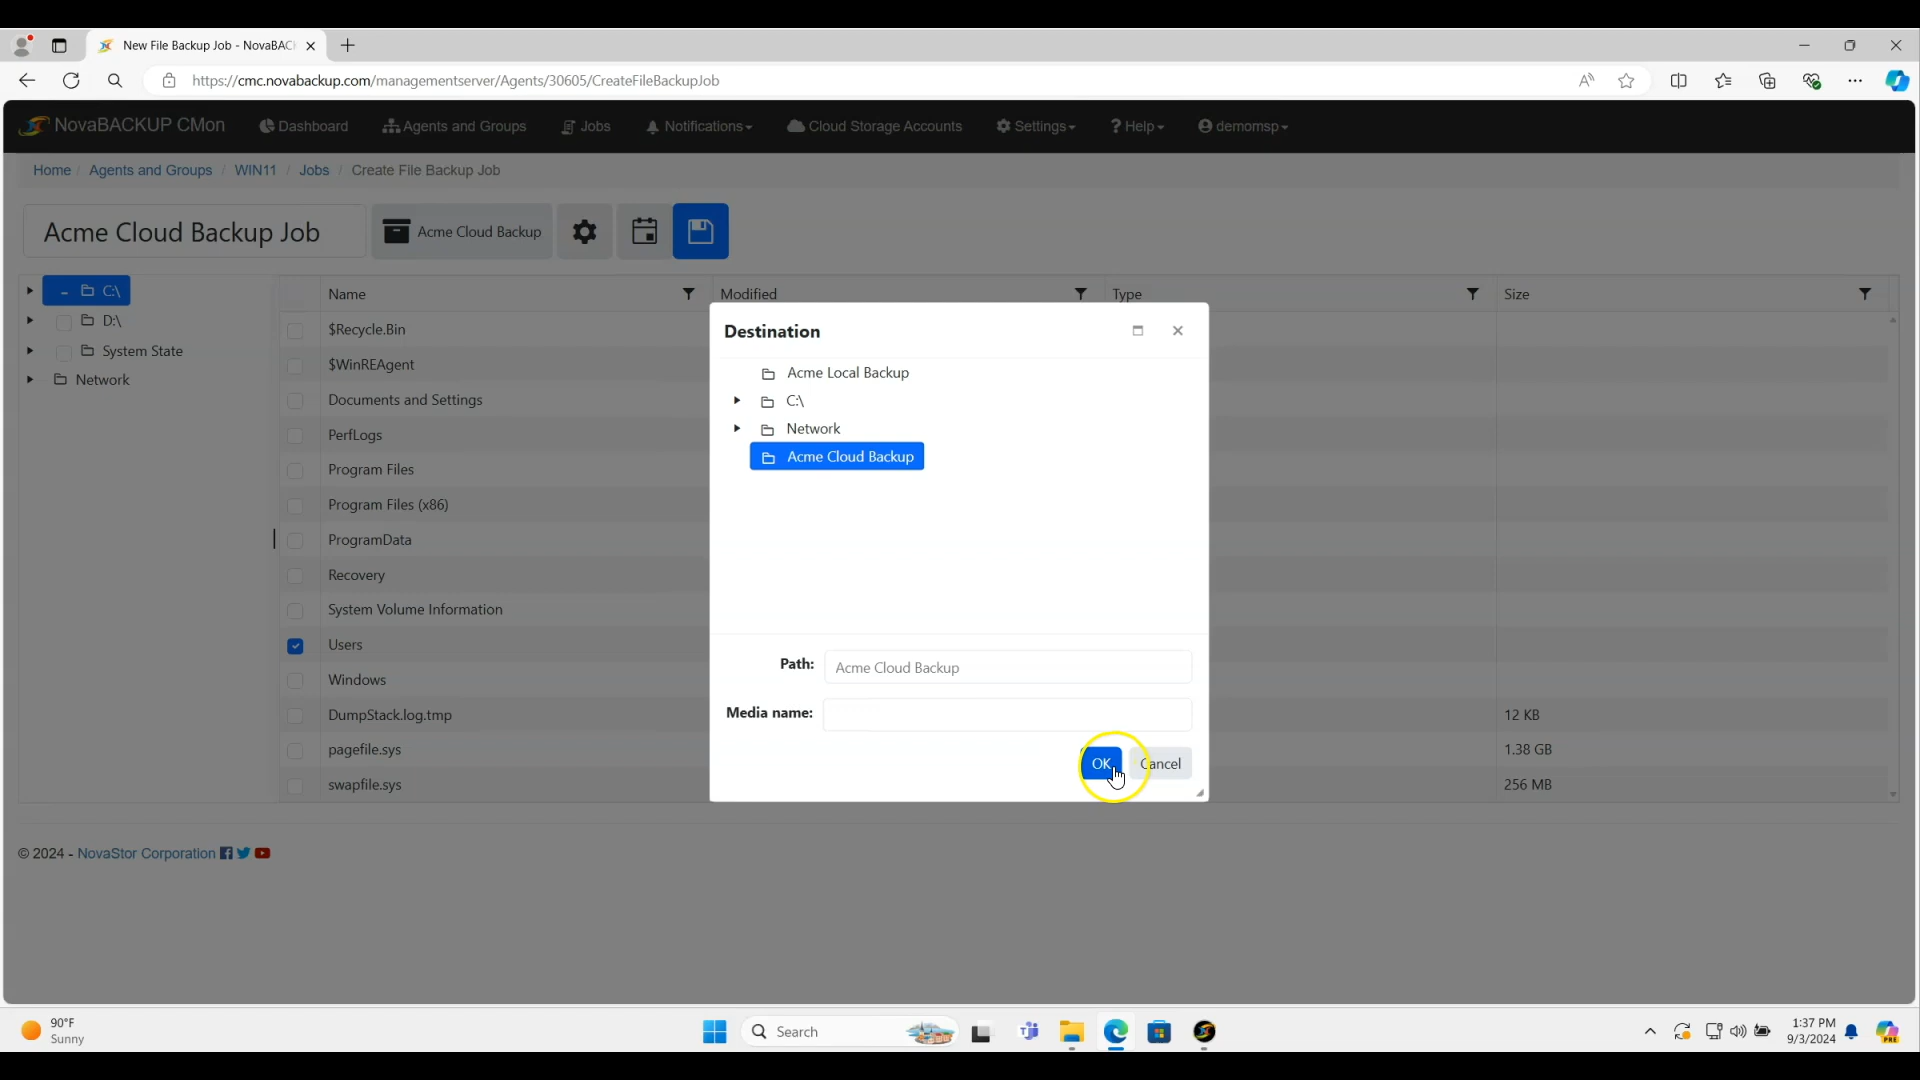 New File Backup Job - NovaBAC
https://cmc.novabackup.com/managementserver/Agents/30605/CreateFileBackupJob
NovaBACKUP CMon Dashboard Agents and Groups Jobs Notifications Cloud Storage Accounts Settings ? Help demomsp
Home / Agents and Groups / WIN11 / Jobs / Create File Backup Job
Acme Cloud Backup Job Acme Cloud Backup
C:\
D:\
System State
Network
Name Modified Type Size
$Recycle.Bin
$WinREAgent
Documents and Settings
PerfLogs
Program Files
Program Files (x86)
ProgramData
Recovery
System Volume Information
Users
Windows
DumpStack.log.tmp 12 KB
pagefile.sys 1.38 GB
swapfile.sys 256 MB
Destination
Acme Local Backup
C:\
Network
Acme Cloud Backup
Path: Acme Cloud Backup
Media name:
OK Cancel
© 2024 - NovaStor Corporation
90°F
Sunny
Search
1:37 PM
9/3/2024
PRE